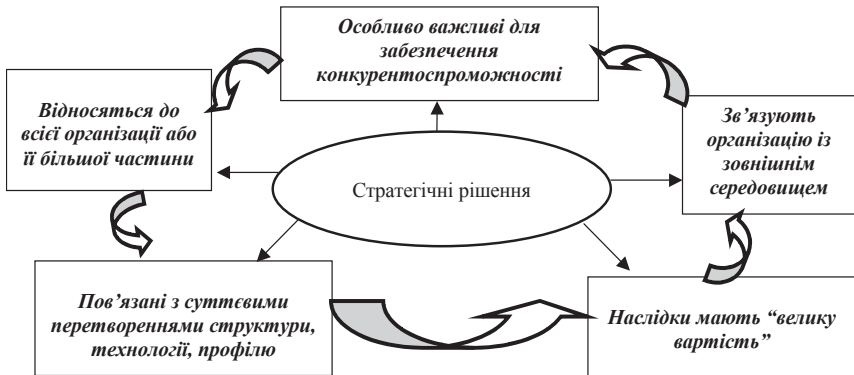 Особливо важливі для
забезпечення
конкурентоспроможності
Відносяться до
всієї організації або
її більшої частини
Зв’язують
організацію із
зовнішнім
середовищем
Стратегічні рішення
Пов’язані з суттєвими
перетвореннями структури,
технології, профілю
Наслідки мають “велику
вартість”